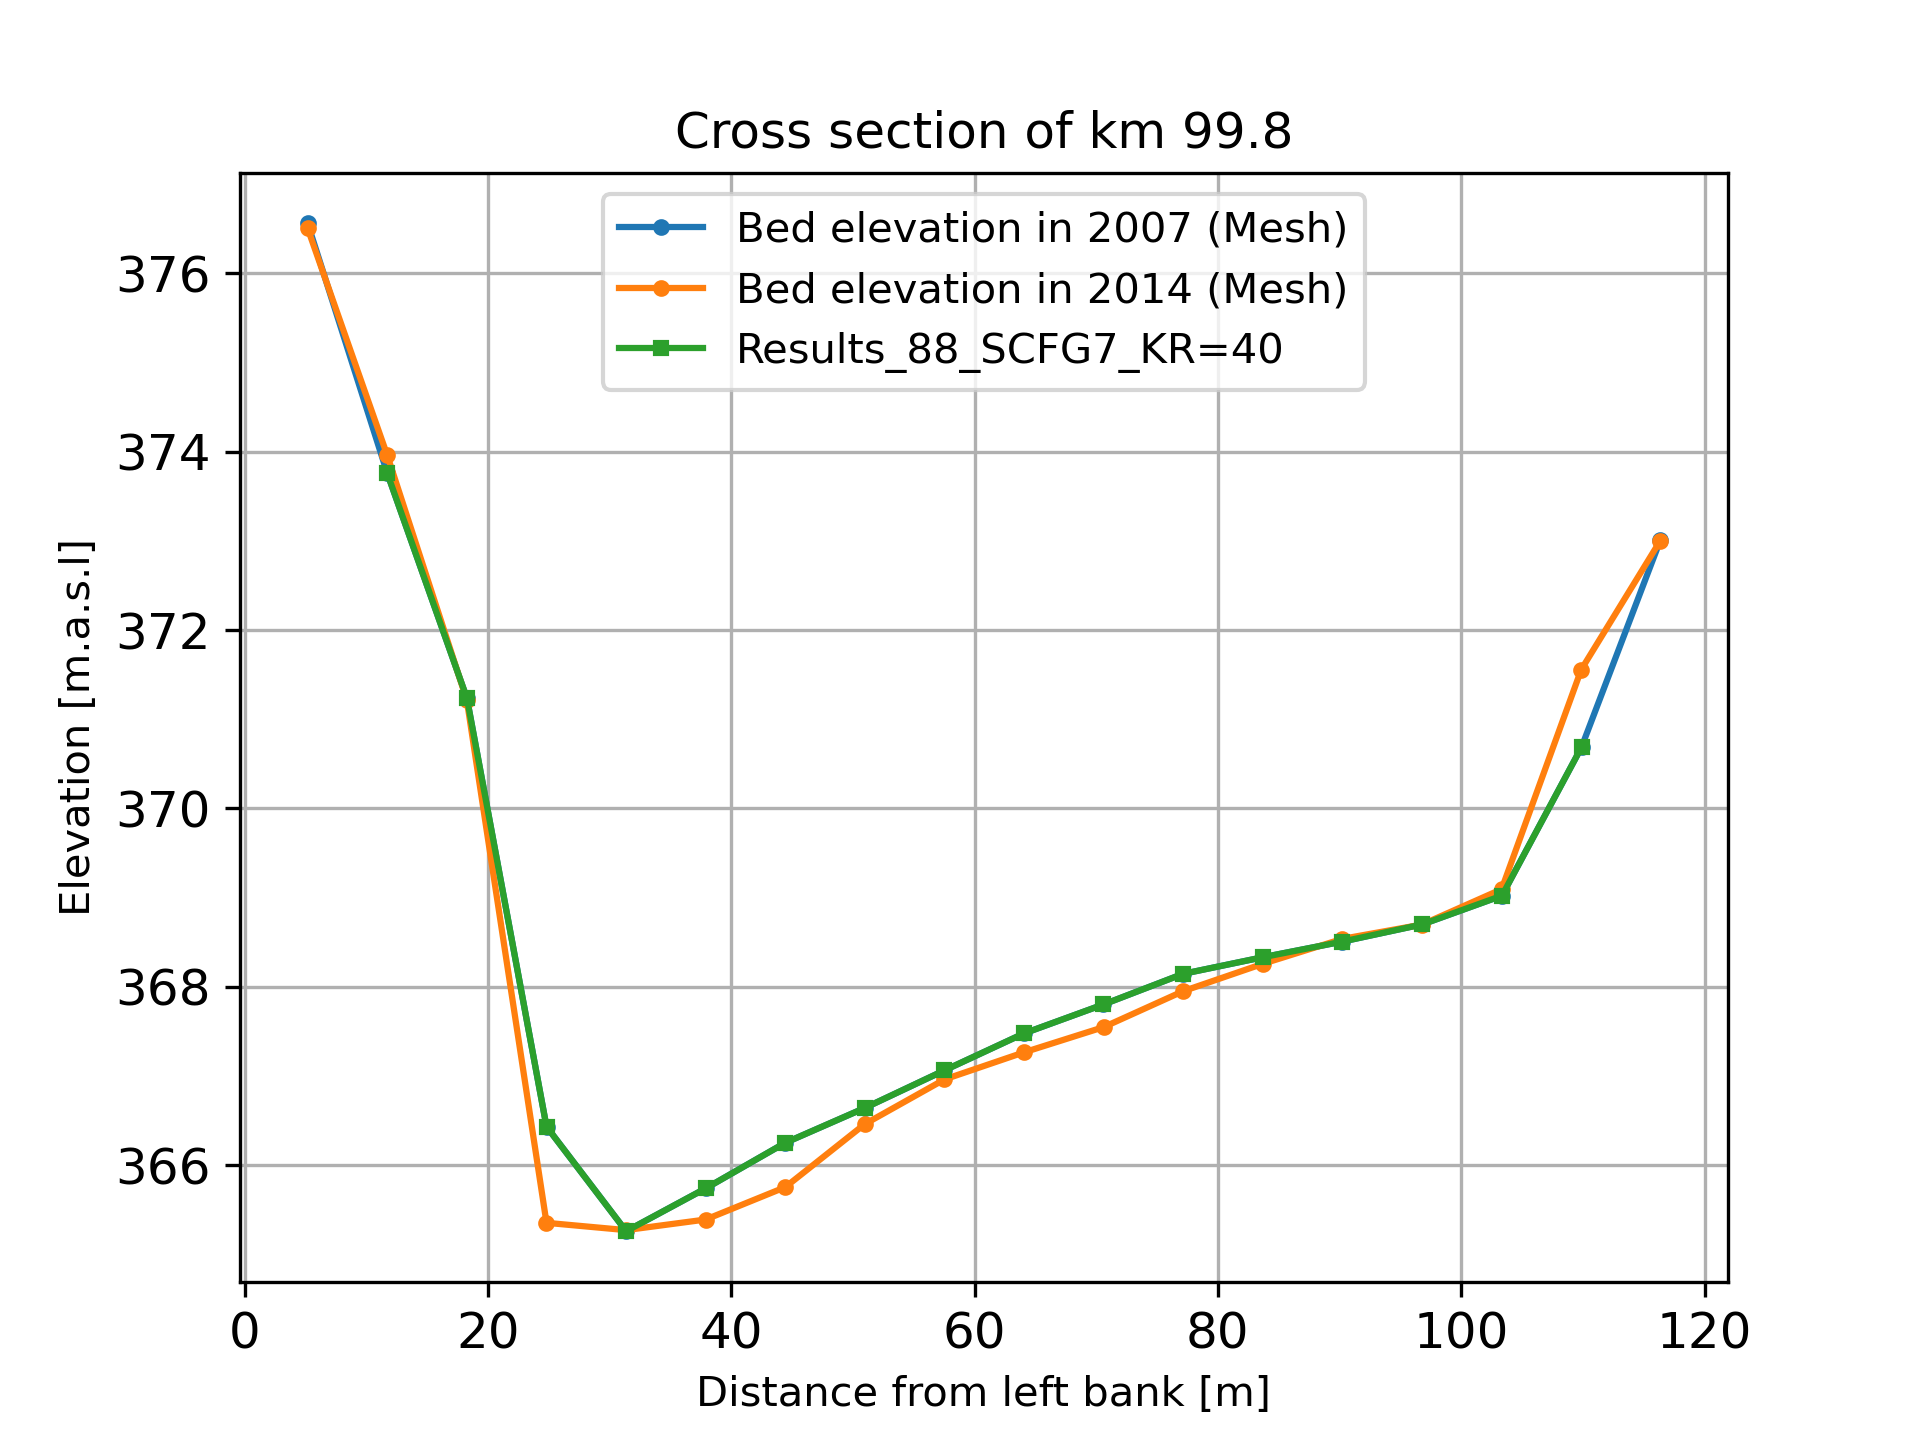 Cross section of km 99.8
Bed elevation in 2007 (Mesh)
Bed elevation in 2014 (Mesh)
Results_88_SCFG7_KR=40
Elevation [m.a.s.l]
376
374
372
370
368
366
0 20 40 60 80 100 120
Distance from left bank [m]